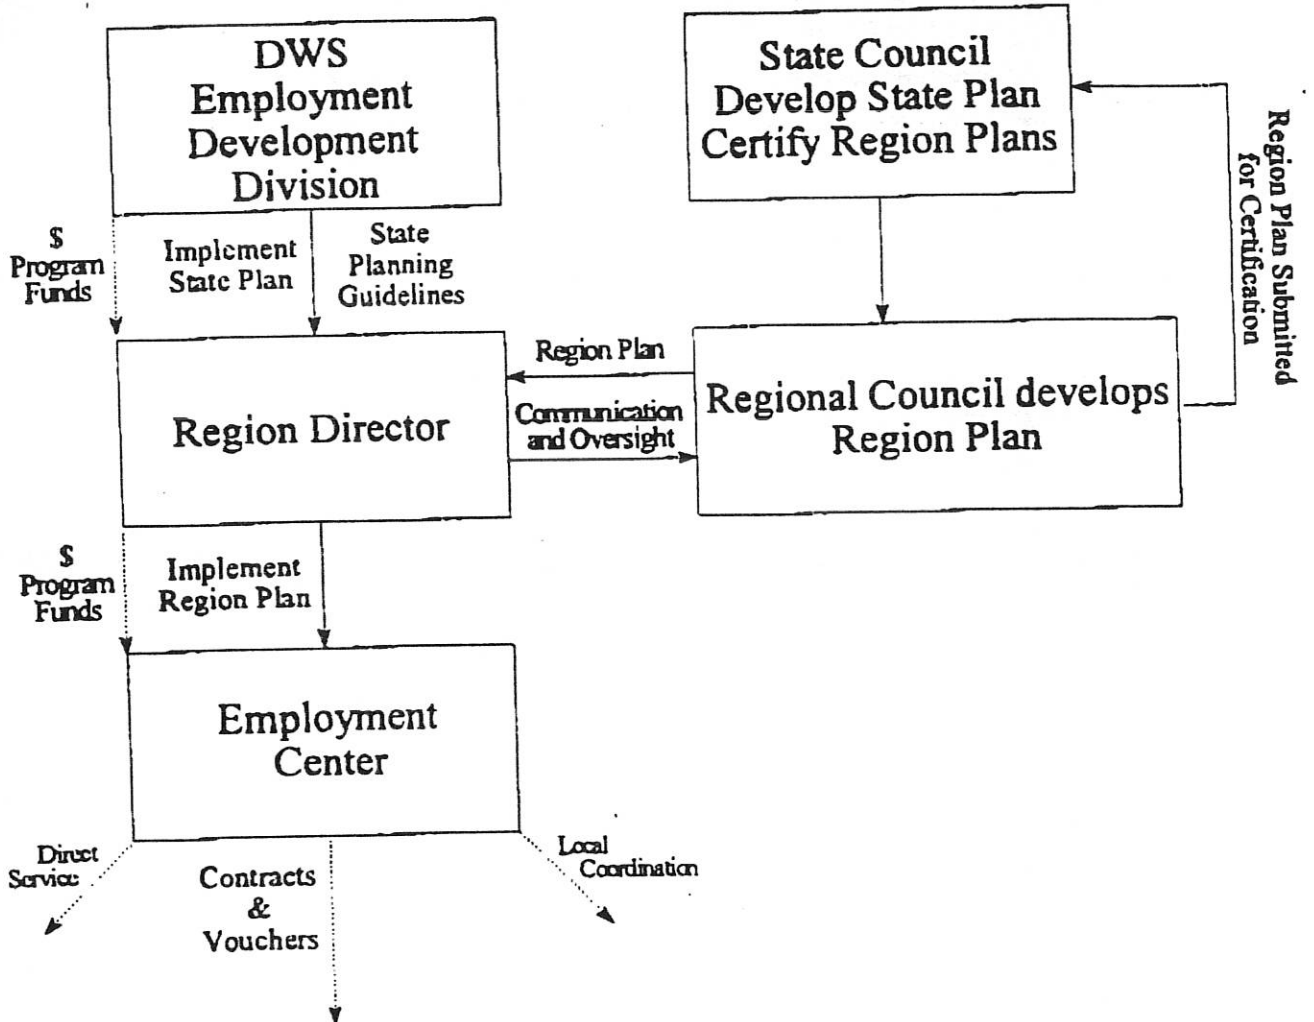 DWS
Employment
Development
Division
State Council
Develop State Plan
Certify Region Plans
$
Program
Funds
Implement
State Plan
State
Planning
Guidelines
Region Plan Submitted
for Certification
Region Director
Region Plan
Communication
and Oversight
Regional Council develops
Region Plan
$
Program
Funds
Implement
Region Plan
Employment
Center
Direct
Service
Contracts
&
Vouchers
Local
Coordination